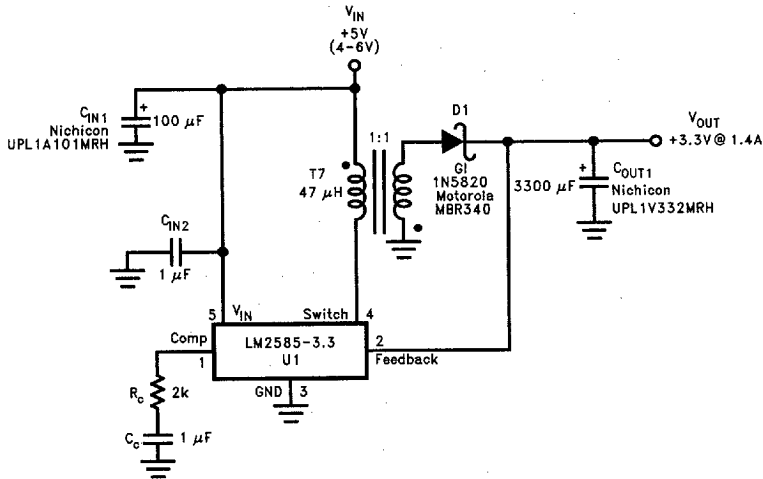 VIN
+5V
(4-6V)
CIN1
Nichicon
UPL1A101MRH
+
100 μF
CIN2
1 μF
T7
47 μH
1:1
D1
GI
1N5820
Motorola
MBR340
VOUT
+3.3V@ 1.4A
3300 μF
+
COUT1
Nichicon
UPL1V332MRH
5
VIN
Switch
4
Comp
1
LM2585-3.3
U1
2
Feedback
GND
3
Rc
2k
Cc
1 μF